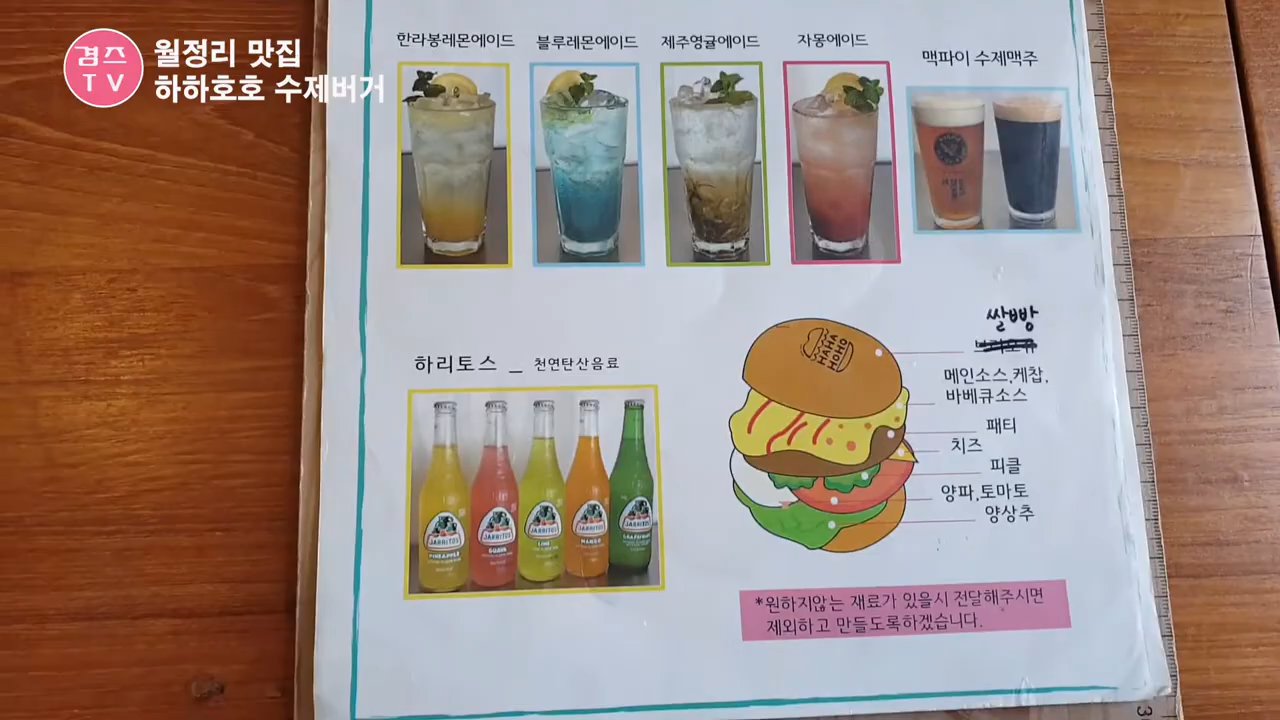 겸즈
TV
월정리 맛집
하하호호 수제버거
한라봉레몬에이드
블루레몬에이드
제주영귤에이드
자몽에이드
맥파이 수제맥주
하리토스 _ 천연탄산음료
JARRITOS
PINEAPPLE
JARRITOS
GUAVA
JARRITOS
LIME
JARRITOS
MANGO
JARRITOS
HAHA
HOHO
쌀빵
메인소스,케찹,
바베큐소스
패티
치즈
피클
양파,토마토
양상추
*원하지않는 재료가 있을시 전달해주시면
제외하고 만들도록하겠습니다.
3